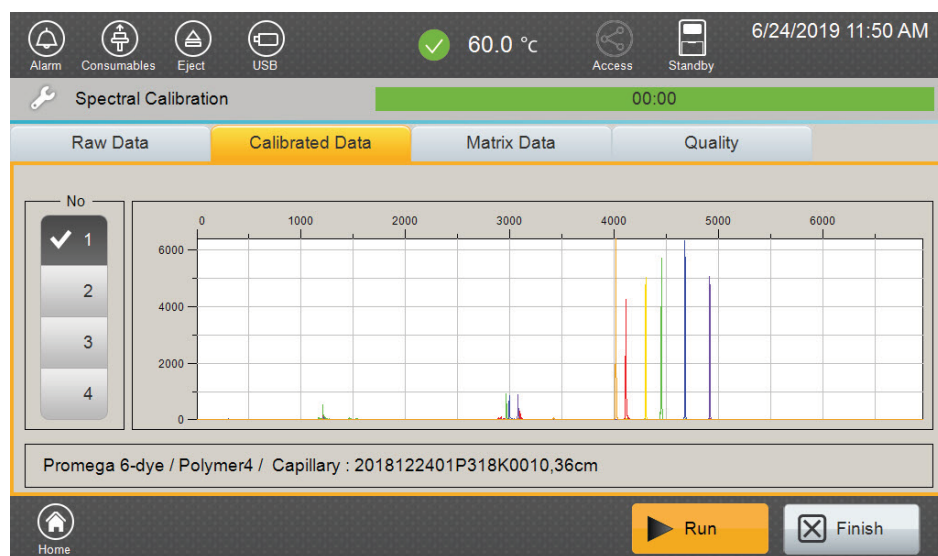 6/24/2019 11:50 AM
60.0 °c
Alarm Consumables Eject USB Access Standby
Spectral Calibration 00:00
Raw Data Calibrated Data Matrix Data Quality
No
0 1000 2000 3000 4000 5000 6000
1
6000
2
4000
3
2000
4
0
Promega 6-dye / Polymer4 / Capillary : 2018122401P318K0010,36cm
Run Finish
Home